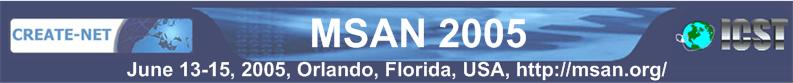 CREATE-NET MSAN 2005 ICST
June 13-15, 2005, Orlando, Florida, USA, http://msan.org/